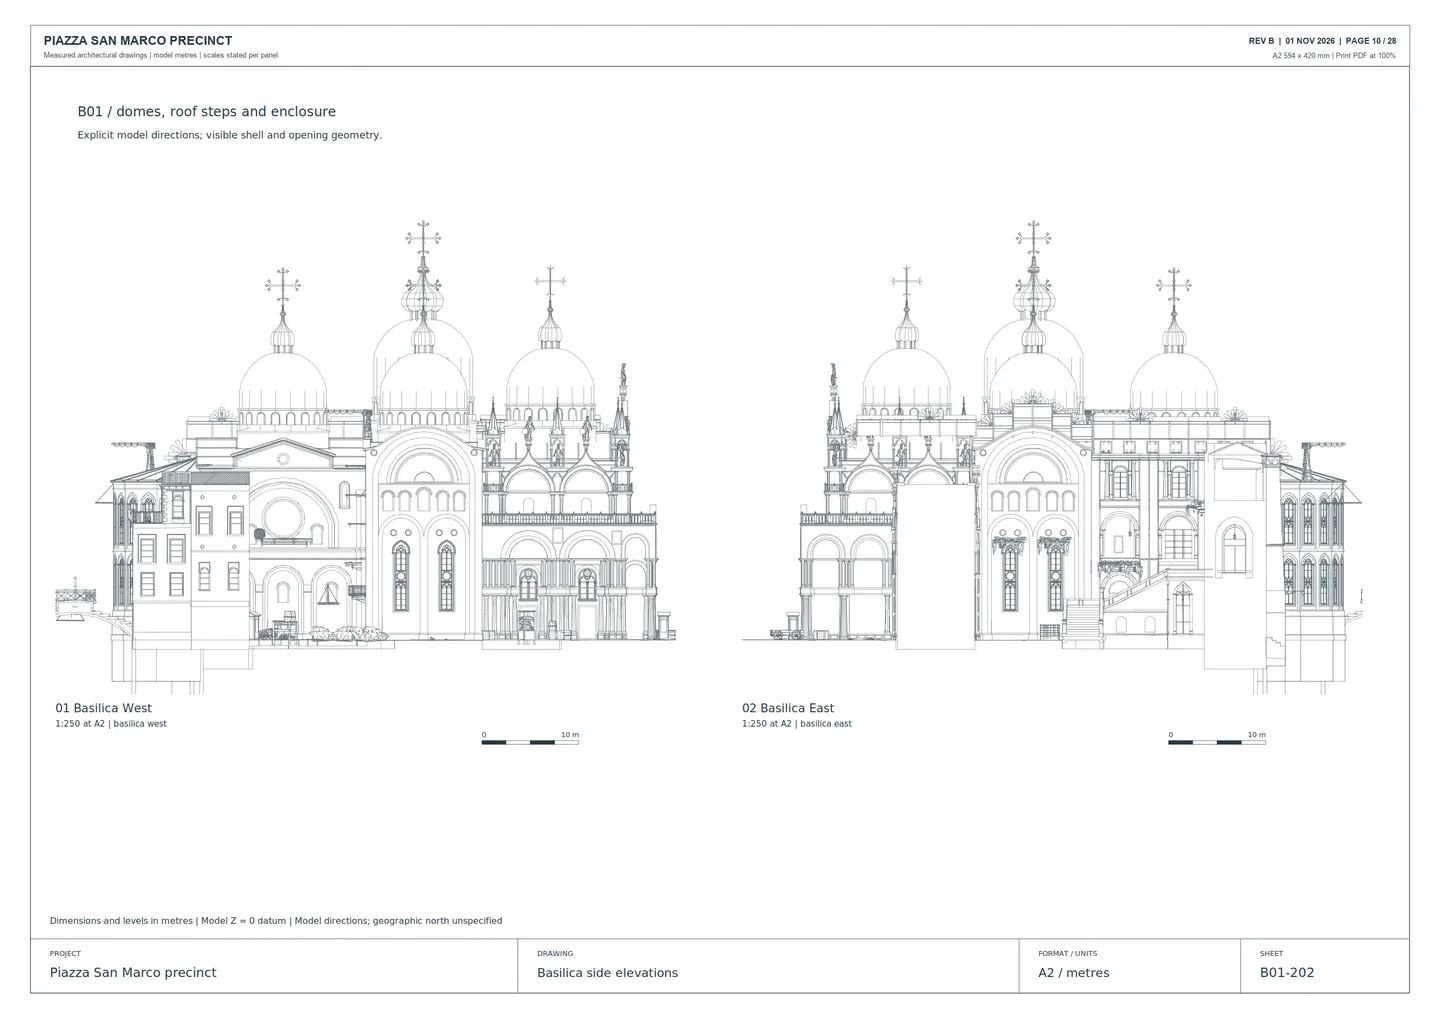 PIAZZA SAN MARCO PRECINCT
Measured architectural drawings | model metres | scales stated per panel
REV B | 01 NOV 2026 | PAGE 10 / 28
A2 594 x 420 mm | Print PDF at 100%
B01 / domes, roof steps and enclosure
Explicit model directions; visible shell and opening geometry.
01 Basilica West
1:250 at A2 | basilica west
0 10 m
02 Basilica East
1:250 at A2 | basilica east
0 10 m
Dimensions and levels in metres | Model Z = 0 datum | Model directions; geographic north unspecified
PROJECT
Piazza San Marco precinct
DRAWING
Basilica side elevations
FORMAT / UNITS
A2 / metres
SHEET
B01-202